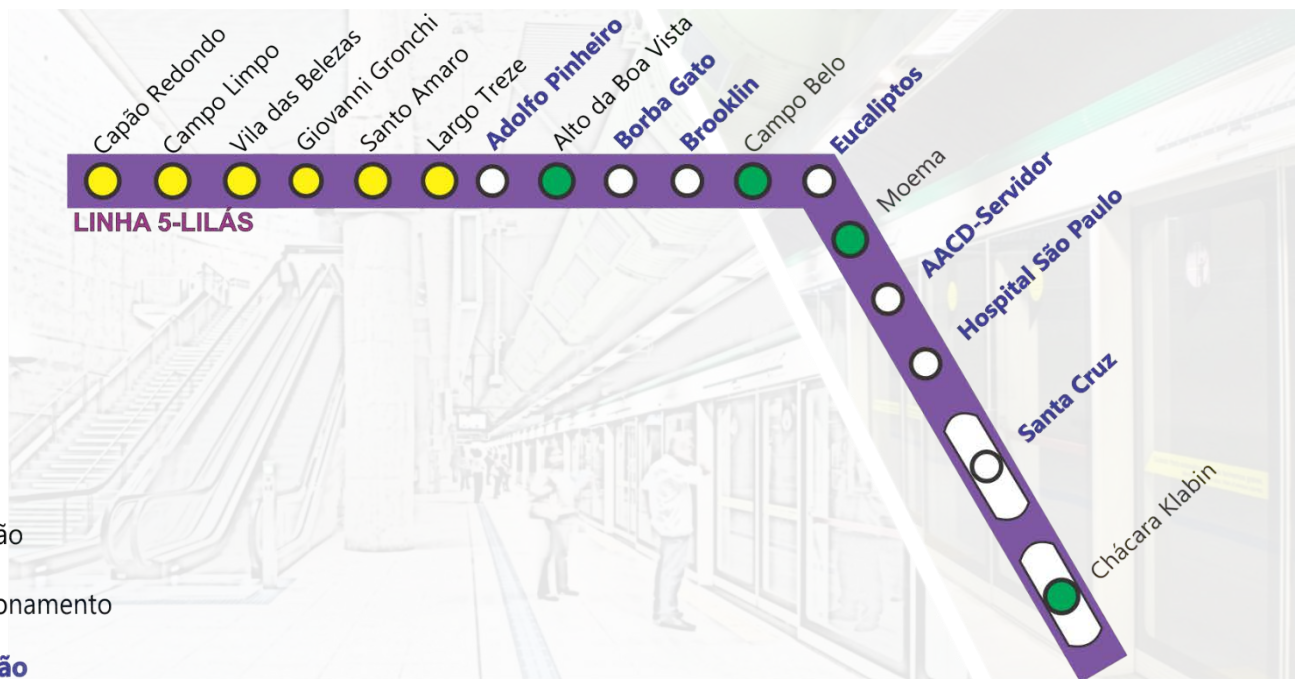 Capão Redondo
Campo Limpo
Vila das Belezas
Giovanni Gronchi
Santo Amaro
Largo Treze
Adolfo Pinheiro
Alto da Boa Vista
Borba Gato
Brooklin
Campo Belo
Eucaliptos
Moema
AACD-Servidor
Hospital São Paulo
Santa Cruz
Chácara Klabin
LINHA 5-LILÁS
ão
onamento
ão